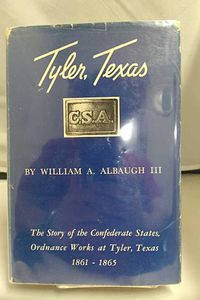 Tyler, Texas
C.S.A.
BY WILLIAM A. ALBAUGH III
The Story of the Confederate States,
Ordnance Works at Tyler, Texas
1861 - 1865